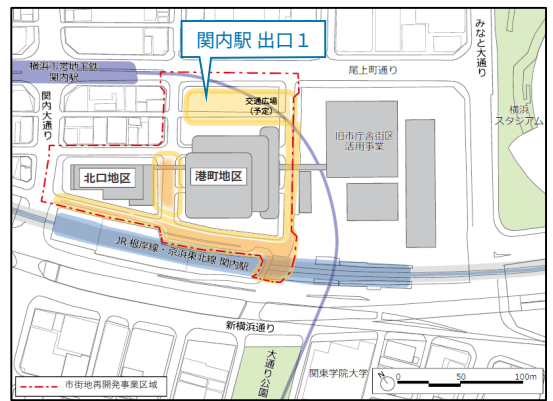 関内駅 出口１
みなと大通り
横浜市営地下鉄
関内駅
尾上町通り
関内大通り
交通広場
(予定)
旧市庁舎街区
活用事業
横浜
スタジアム
北口地区
港町地区
JR 根岸線・京浜東北線 関内駅
新横浜通り
大通り公園
関東学院大学
市街地再開発事業区域
N
0
50
100m